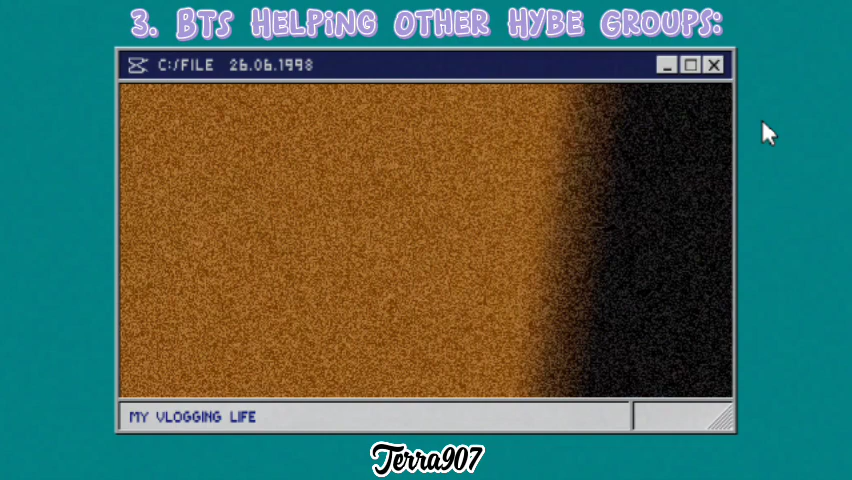 3. BTS HELPING OTHER HYBE GROUPS:
C:/FILE 26.06.1998
MY VLOGGING LIFE
Terra907